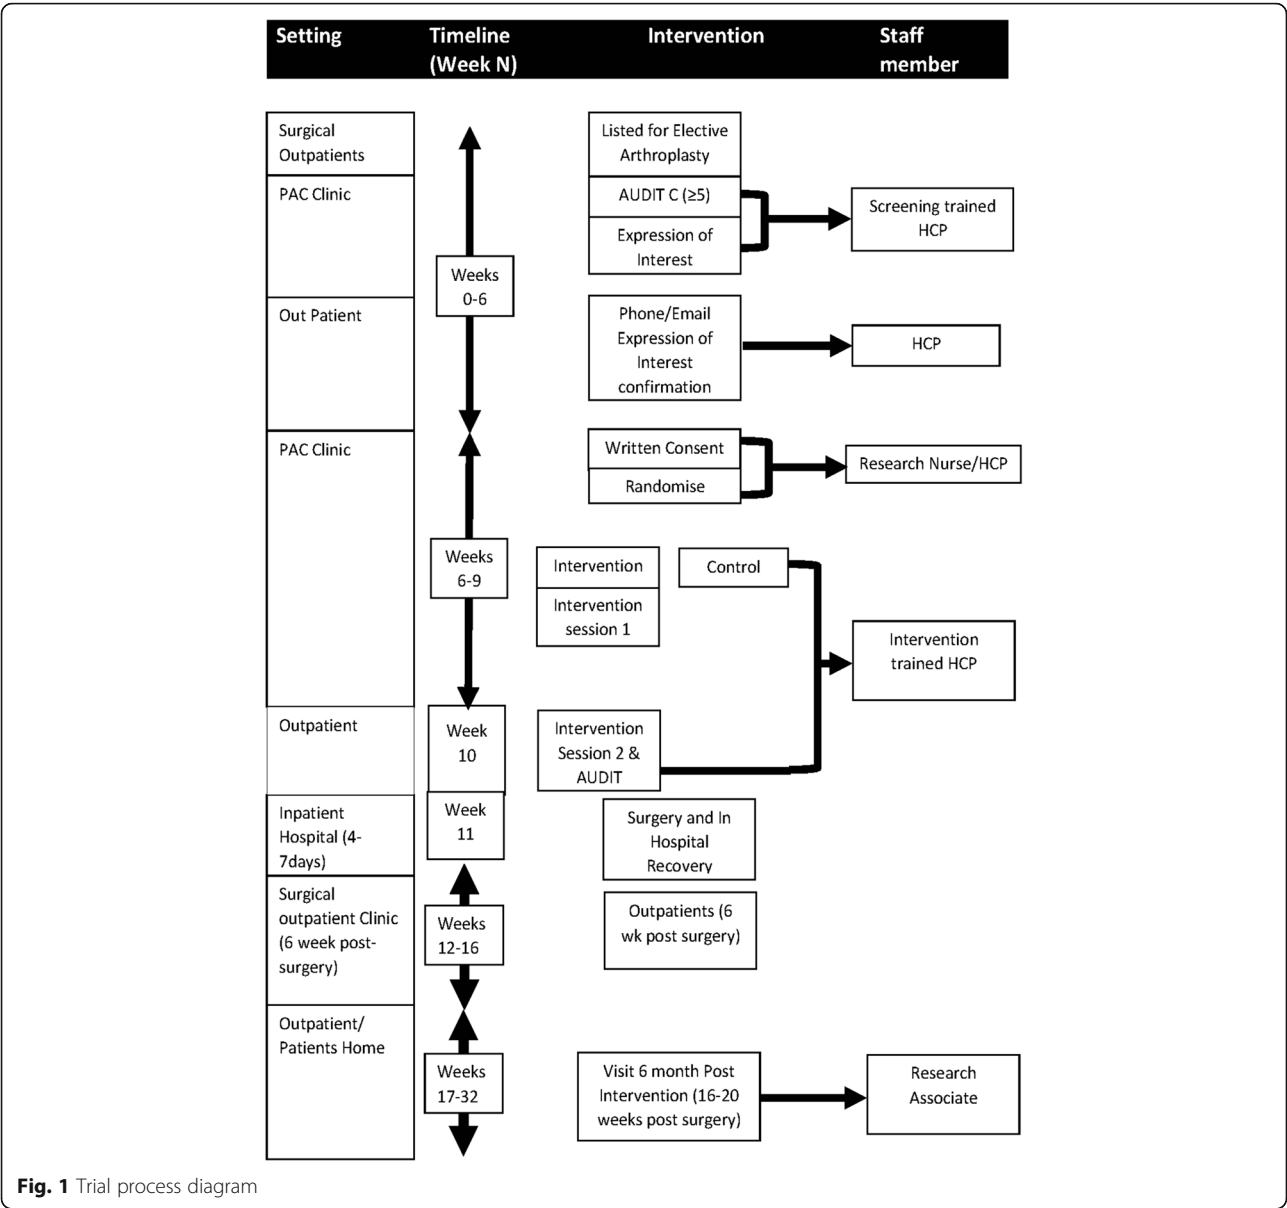 Setting
Timeline
(Week N)
Intervention
Staff
member
Surgical
Outpatients
Listed for Elective
Arthroplasty
PAC Clinic
AUDIT C (≥5)
Expression of
Interest
Screening trained
HCP
Weeks
0-6
Out Patient
Phone/Email
Expression of
Interest
confirmation
HCP
PAC Clinic
Written Consent
Randomise
Research Nurse/HCP
Weeks
6-9
Intervention
Intervention
session 1
Control
Intervention
trained HCP
Outpatient
Week
10
Intervention
Session 2 &
AUDIT
Inpatient
Hospital (4-
7days)
Week
11
Surgery and In
Hospital
Recovery
Surgical
outpatient Clinic
(6 week post-
surgery)
Weeks
12-16
Outpatients (6
wk post surgery)
Outpatient/
Patients Home
Weeks
17-32
Visit 6 month Post
Intervention (16-20
weeks post surgery)
Research
Associate
Fig. 1 Trial process diagram